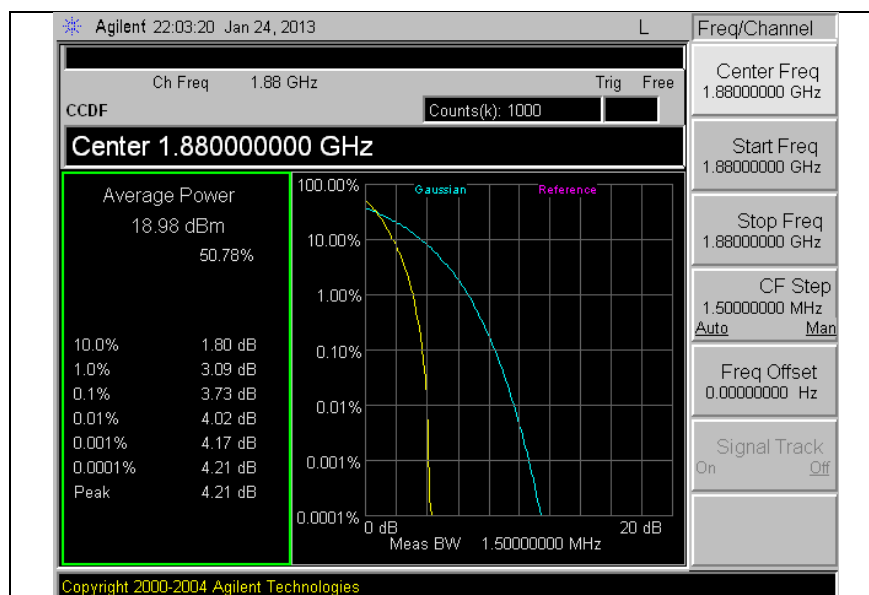 Agilent 22:03:20 Jan 24, 2013 L
Freq/Channel
Ch Freq 1.88 GHz Trig Free
CCDF Counts(k): 1000
Center 1.880000000 GHz
Average Power
18.98 dBm
50.78%
10.0% 1.80 dB
1.0% 3.09 dB
0.1% 3.73 dB
0.01% 4.02 dB
0.001% 4.17 dB
0.0001% 4.21 dB
Peak 4.21 dB
Gaussian Reference
100.00%
10.00%
1.00%
0.10%
0.01%
0.001%
0.0001%
0 dB 20 dB
Meas BW 1.50000000 MHz
Center Freq
1.88000000 GHz
Start Freq
1.88000000 GHz
Stop Freq
1.88000000 GHz
CF Step
1.50000000 MHz
Auto Man
Freq Offset
0.00000000 Hz
Signal Track
On Off
Copyright 2000-2004 Agilent Technologies